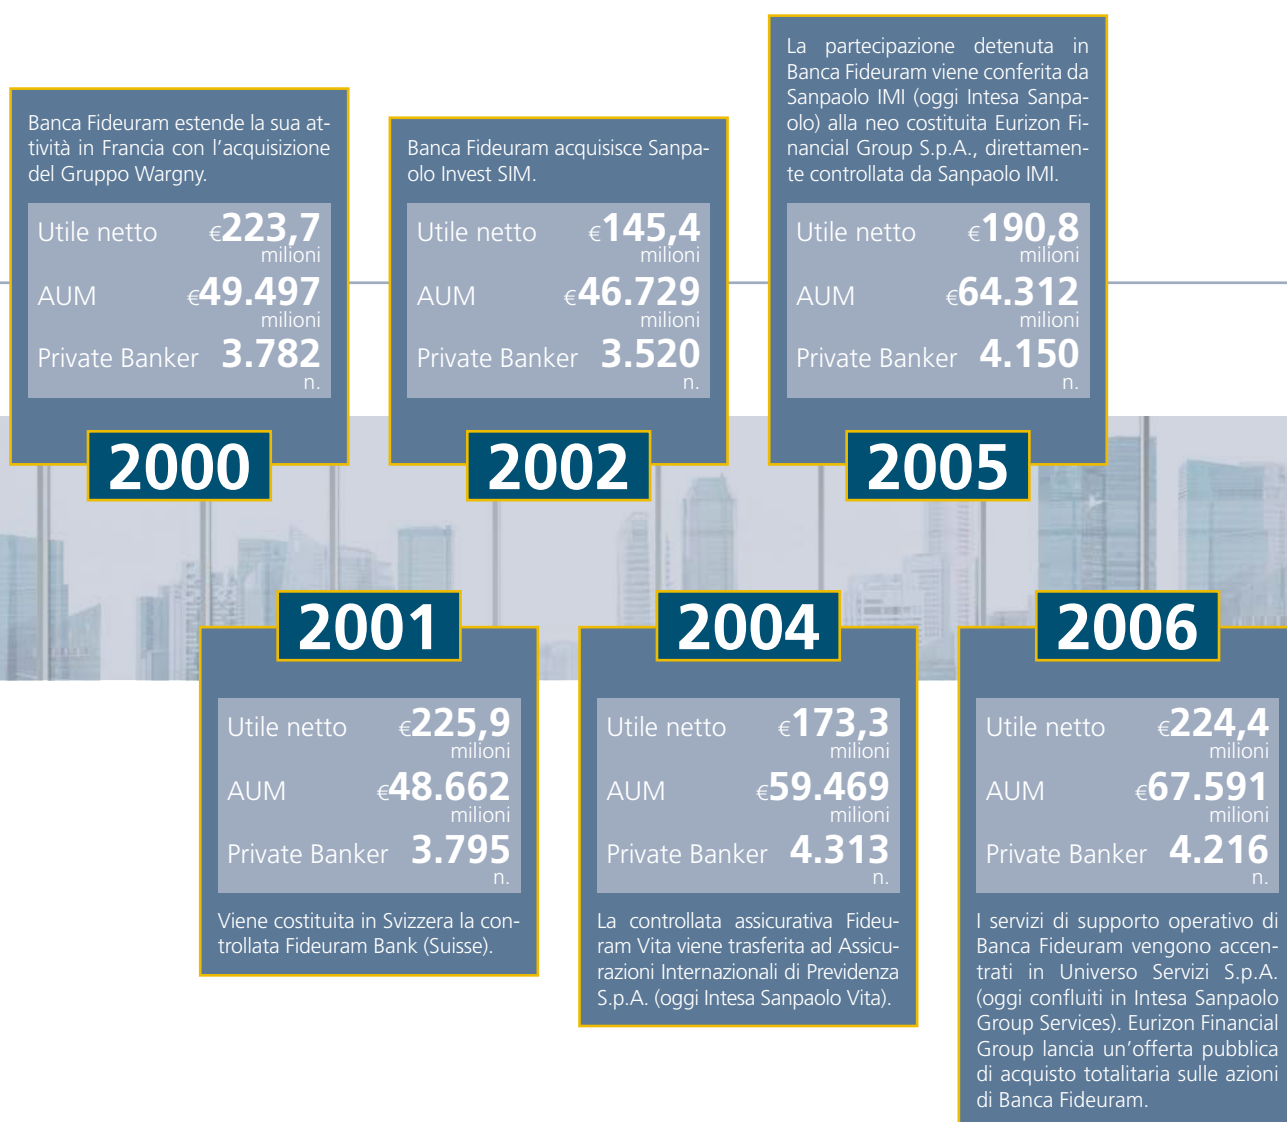 Banca Fideuram estende la sua at-
tività in Francia con l'acquisizione
del Gruppo Wargny.
Utile netto €223,7
milioni
AUM €49.497
milioni
Private Banker 3.782
n.
2000
Utile netto €225,9
milioni
AUM €48.662
milioni
Private Banker 3.795
n.
Viene costituita in Svizzera la con-
trollata Fideuram Bank (Suisse).
2001
Banca Fideuram acquisisce Sanpa-
olo Invest SIM.
Utile netto €145,4
milioni
AUM €46.729
milioni
Private Banker 3.520
n.
2002
2004
Utile netto €173,3
milioni
AUM €59.469
milioni
Private Banker 4.313
n.
La controllata assicurativa Fideu-
ram Vita viene trasferita ad Assicu-
razioni Internazionali di Previdenza
S.p.A. (oggi Intesa Sanpaolo Vita).
La partecipazione detenuta in
Banca Fideuram viene conferita da
Sanpaolo IMI (oggi Intesa Sanpa-
olo) alla neo costituita Eurizon Fi-
nancial Group S.p.A., direttamen-
te controllata da Sanpaolo IMI.
Utile netto €190,8
milioni
AUM €64.312
milioni
Private Banker 4.150
n.
2005
2006
Utile netto €224,4
milioni
AUM €67.591
milioni
Private Banker 4.216
n.
I servizi di supporto operativo di
Banca Fideuram vengono accen-
trati in Universo Servizi S.p.A.
(oggi confluiti in Intesa Sanpaolo
Group Services). Eurizon Financial
Group lancia un'offerta pubblica
di acquisto totalitaria sulle azioni
di Banca Fideuram.